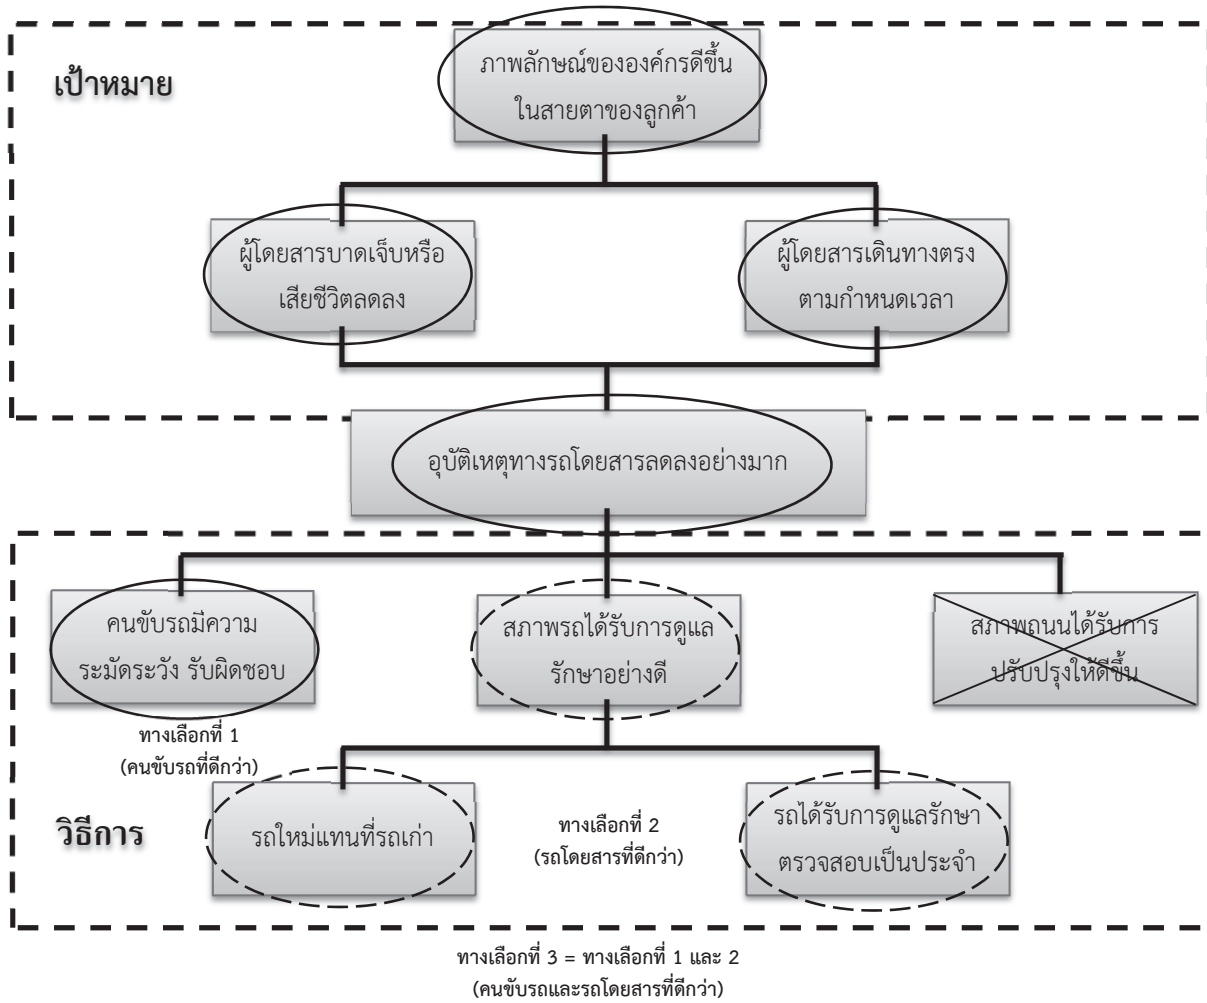 เป้าหมาย
ภาพลักษณ์ขององค์กรดีขึ้น
ในสายตาของลูกค้า
ผู้โดยสารบาดเจ็บหรือ
เสียชีวิตลดลง
ผู้โดยสารเดินทางตรง
ตามกำหนดเวลา
อุบัติเหตุทางรถโดยสารลดลงอย่างมาก
คนขับรถมีความ
ระมัดระวัง รับผิดชอบ
สภาพรถได้รับการดูแล
รักษาอย่างดี
สภาพถนนได้รับการ
ปรับปรุงให้ดีขึ้น
ทางเลือกที่ 1
(คนขับรถที่ดีกว่า)
วิธีการ
รถใหม่แทนที่รถเก่า
ทางเลือกที่ 2
(รถโดยสารที่ดีกว่า)
รถได้รับการดูแลรักษา
ตรวจสอบเป็นประจำ
ทางเลือกที่ 3 = ทางเลือกที่ 1 และ 2
(คนขับรถและรถโดยสารที่ดีกว่า)